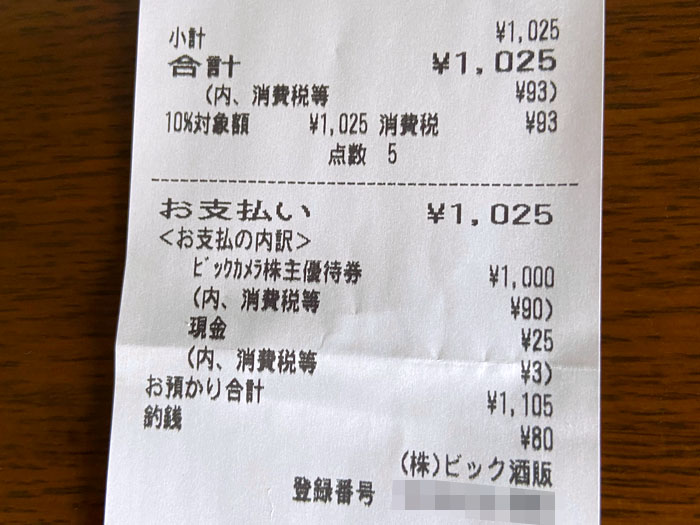 小計 ¥1,025
合計 ¥1,025
(内、消費税等 ¥93)
10%対象額 ¥1,025 消費税 ¥93
点数 5
お支払い ¥1,025
<お支払の内訳>
ビックカメラ株主優待券 ¥1,000
(内、消費税等 ¥90)
現金 ¥25
(内、消費税等 ¥3)
お預かり合計 ¥1,105
釣銭 ¥80
(株)ビック酒販
登録番号